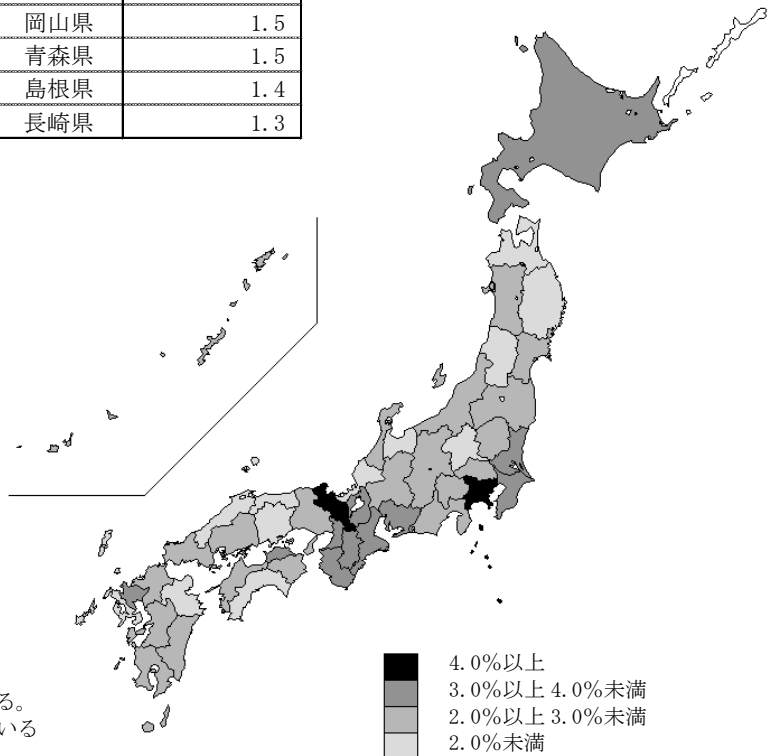 岡山県 1.5
青森県 1.5
島根県 1.4
長崎県 1.3
4.0%以上
3.0%以上 4.0%未満
2.0%以上 3.0%未満
2.0%未満
る。
いる